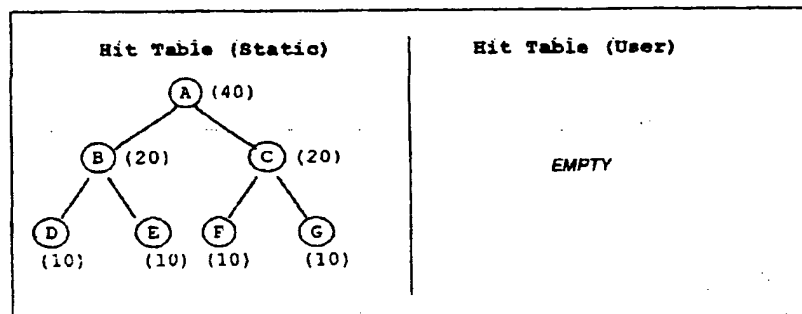 Hit Table (Static)
Hit Table (User)
A (40)
B (20)
C (20)
EMPTY
D
E
F
G
(10)
(10)
(10)
(10)